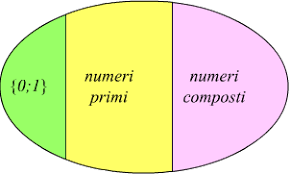 {0;1}
numeri
primi
numeri
composti